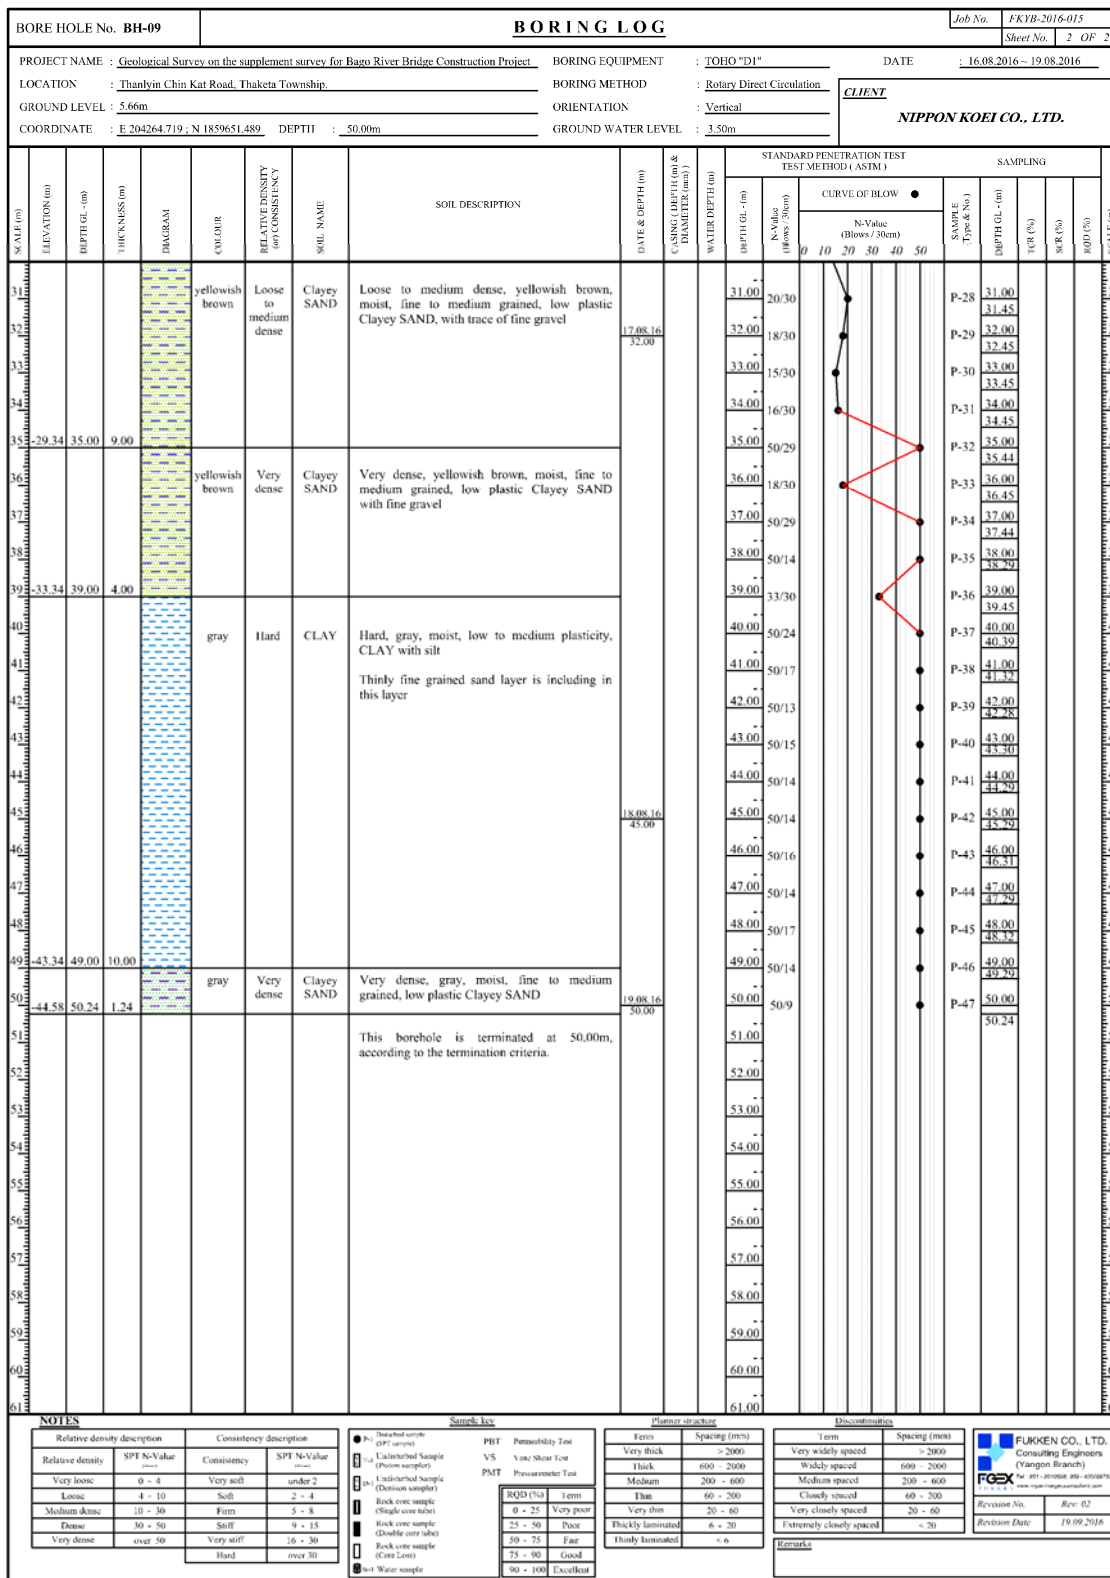 BORE HOLE No. BH-09
BORING LOG
Job No. FKYB-2016-015
Sheet No. 2 OF 2
PROJECT NAME : Geological Survey on the supplement survey for Bago River Bridge Construction Project
BORING EQUIPMENT : TOHO "D1"
DATE : 16.08.2016 ~ 19.08.2016
LOCATION : Thanlyin Chin Kat Road, Thaketa Township.
BORING METHOD : Rotary Direct Circulation
CLIENT
GROUND LEVEL : 5.66m
ORIENTATION : Vertical
NIPPON KOEI CO., LTD.
COORDINATE : E 204264.719 ; N 1859651.489 DEPTH : 50.00m
GROUND WATER LEVEL : 3.50m
SCALE (m)
ELEVATION (m)
DEPTH GL - (m)
THICKNESS (m)
DIAGRAM
COLOUR
RELATIVE DENSITY (or) CONSISTENCY
SOIL NAME
SOIL DESCRIPTION
DATE & DEPTH (m)
CASING ( DEPTH (m) & DIAMETER (mm) )
WATER DEPTH (m)
STANDARD PENETRATION TEST
TEST METHOD ( ASTM )
DEPTH GL - (m)
N-Value (Blows / 30cm)
CURVE OF BLOW
N-Value
(Blows / 30cm)
0 10 20 30 40 50
SAMPLING
SAMPLE (Type & No.)
DEPTH GL - (m)
TCR (%)
SCR (%)
RQD (%)
31 31.00 20/30 P-28 31.00 31.45
yellowish brown
Loose to medium dense
Clayey SAND
Loose to medium dense, yellowish brown,
moist, fine to medium grained, low plastic
Clayey SAND, with trace of fine gravel
32 17.08.16 32.00 32.00 18/30 P-29 32.00 32.45
33 33.00 15/30 P-30 33.00 33.45
34 34.00 16/30 P-31 34.00 34.45
35 -29.34 35.00 9.00 35.00 50/29 P-32 35.00 35.44
yellowish brown
Very dense
Clayey SAND
Very dense, yellowish brown, moist, fine to
medium grained, low plastic Clayey SAND
with fine gravel
36 36.00 18/30 P-33 36.00 36.45
37 37.00 50/29 P-34 37.00 37.44
38 38.00 50/14 P-35 38.00 38.29
39 -33.34 39.00 4.00 39.00 33/30 P-36 39.00 39.45
gray
Hard
CLAY
Hard, gray, moist, low to medium plasticity,
CLAY with silt
Thinly fine grained sand layer is including in
this layer
40 40.00 50/24 P-37 40.00 40.39
41 41.00 50/17 P-38 41.00 41.32
42 42.00 50/13 P-39 42.00 42.28
43 43.00 50/15 P-40 43.00 43.30
44 44.00 50/14 P-41 44.00 44.29
45 18.08.16 45.00 45.00 50/14 P-42 45.00 45.29
46 46.00 50/16 P-43 46.00 46.31
47 47.00 50/14 P-44 47.00 47.29
48 48.00 50/17 P-45 48.00 48.32
49 -43.34 49.00 10.00 49.00 50/14 P-46 49.00 49.29
gray
Very dense
Clayey SAND
Very dense, gray, moist, fine to medium
grained, low plastic Clayey SAND
50 -44.58 50.24 1.24 19.08.16 50.00 50.00 50/9 P-47 50.00 50.24
This borehole is terminated at 50.00m,
according to the termination criteria.
51 51.00
52 52.00
53 53.00
54 54.00
55 55.00
56 56.00
57 57.00
58 58.00
59 59.00
60 60.00
61 61.00
NOTES
Relative density description
Consistency description
Relative density SPT N-Value Consistency SPT N-Value
Very loose 0 - 4 Very soft under 2
Loose 4 - 10 Soft 2 - 4
Medium dense 10 - 30 Firm 5 - 8
Dense 30 - 50 Stiff 9 - 15
Very dense over 50 Very stiff 16 - 30
Hard over 30
Sample key
P-1 Disturbed sample (SPT sample)
Undisturbed Sample (Piston sampler)
Undisturbed Sample (Denison sampler)
Rock core sample (Single core tube)
Rock core sample (Double core tube)
Rock core sample (Core Loss)
Water sample
PBT Permeability Test
VS Vane Shear Test
PMT Pressuremeter Test
RQD (%) Term
0 - 25 Very poor
25 - 50 Poor
50 - 75 Fair
75 - 90 Good
90 - 100 Excellent
Planner structure
Term Spacing (mm)
Very thick > 2000
Thick 600 - 2000
Medium 200 - 600
Thin 60 - 200
Very thin 20 - 60
Thickly laminated 6 - 20
Thinly laminated < 6
Discontinuities
Term Spacing (mm)
Very widely spaced > 2000
Widely spaced 600 - 2000
Medium spaced 200 - 600
Closely spaced 60 - 200
Very closely spaced 20 - 60
Extremely closely spaced < 20
Remarks
FUKKEN CO., LTD.
Consulting Engineers
(Yangon Branch)
FGEX
Revision No. Rev: 02
Revision Date 19.09.2016